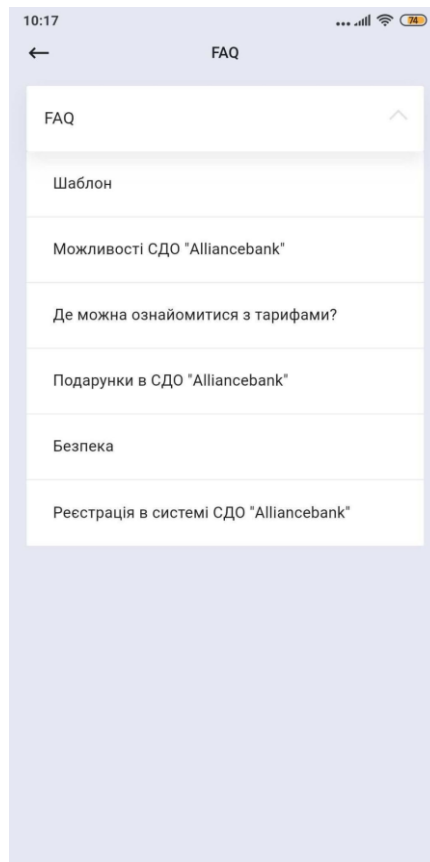 10:17
74
FAQ
FAQ
Шаблон
Можливості СДО "Alliancebank"
Де можна ознайомитися з тарифами?
Подарунки в СДО "Alliancebank"
Безпека
Реєстрація в системі СДО "Alliancebank"